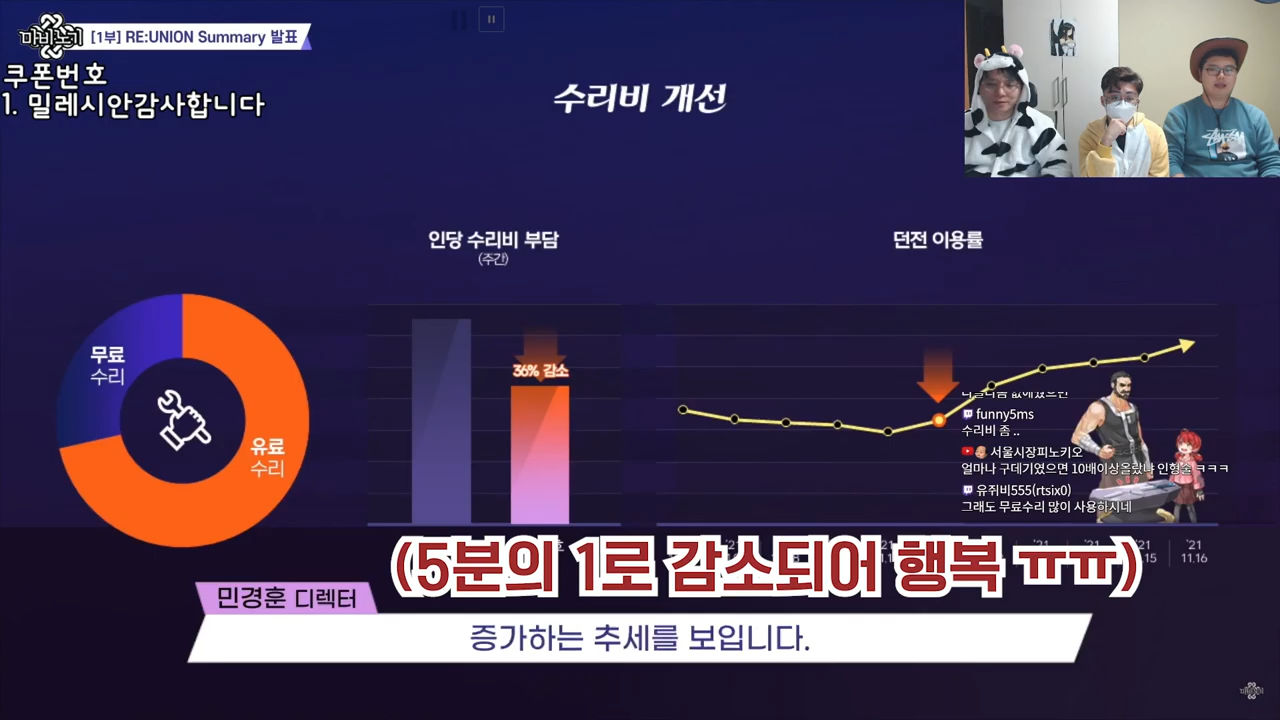 마비노기 [1부] RE:UNION Summary 발표
쿠폰번호
1. 밀레시안감사합니다
수리비 개선
인당 수리비 부담
(주간)
던전 이용률
무료
수리
36% 감소
유료
수리
funny5ms
수리비 좀 ..
서울시장피노키오
얼마나 구데기였으면 10배이상올랐냐 인형술 ㅋㅋㅋ
유쥐비555(rtsix0)
그래도 무료수리 많이 사용하시네
'21
11.16
(5분의 1로 감소되어 행복 ㅠㅠ)
민경훈 디렉터
증가하는 추세를 보입니다.